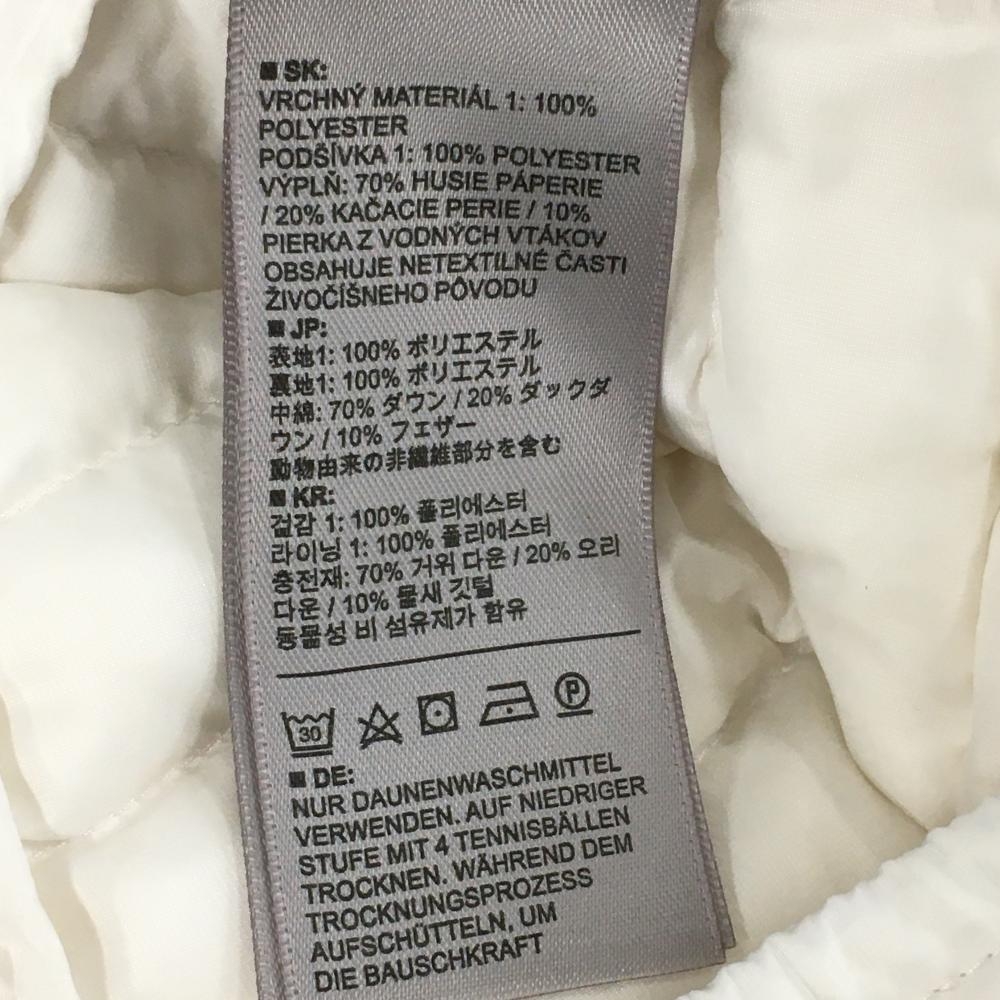 ■ SK:
VRCHNÝ MATERIÁL 1: 100%
POLYESTER
PODŠÍVKA 1: 100% POLYESTER
VÝPLŇ: 70% HUSIE PÁPERIE
/ 20% KAČACIE PERIE / 10%
PIERKA Z VODNÝCH VTÁKOV
OBSAHUJE NETEXTILNÉ ČASTI
ŽIVOČÍŠNEHO PÔVODU
■ JP:
表地1: 100% ポリエステル
裏地1: 100% ポリエステル
中綿: 70% ダウン / 20% ダックダ
ウン / 10% フェザー
動物由来の非繊維部分を含む
■ KR:
겉감 1: 100% 폴리에스터
라이닝 1: 100% 폴리에스터
충전재: 70% 거위 다운 / 20% 오리
다운 / 10% 물새 깃털
동물성 비 섬유제가 함유
30 P
■ DE:
NUR DAUNENWASCHMITTEL
VERWENDEN. AUF NIEDRIGER
STUFE MIT 4 TENNISBÄLLEN
TROCKNEN. WÄHREND DEM
TROCKNUNGSPROZESS
AUFSCHÜTTELN, UM
DIE BAUSCHKRAFT